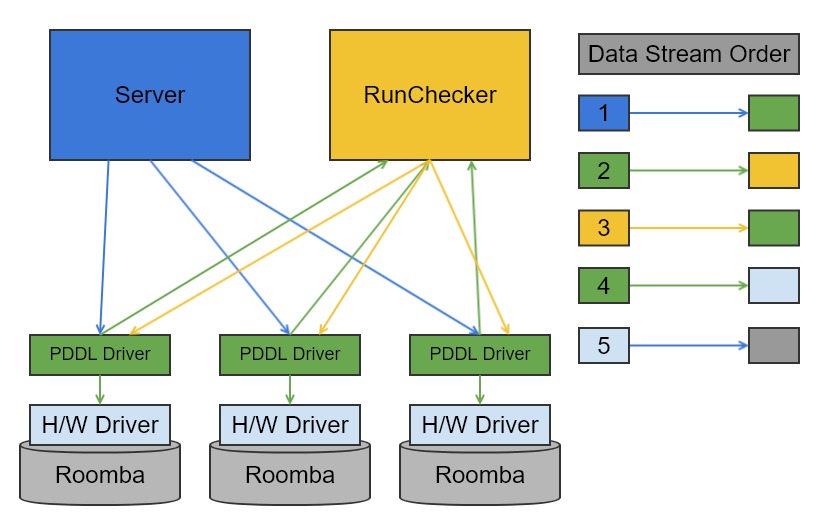 Server
RunChecker
Data Stream Order
1
2
3
4
5
PDDL Driver
PDDL Driver
PDDL Driver
H/W Driver
H/W Driver
H/W Driver
Roomba
Roomba
Roomba